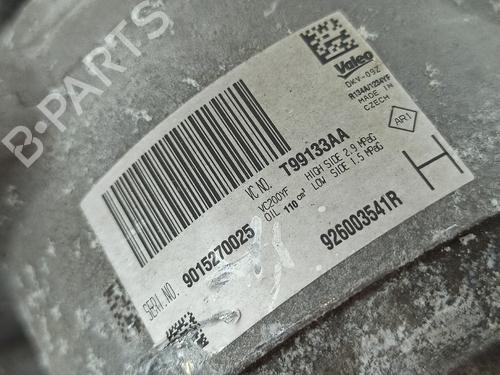 B-PARTS
Valeo
DKV-09Z
R134A/1234YF
MADE IN
CZECH
AR1
VC NO. T99133AA
VC200YF HIGH SIDE 2.9 MPaG
OIL 110 cm³ LOW SIDE 1.5 MPaG
H
SERI.NO. 9015270025
926003541R